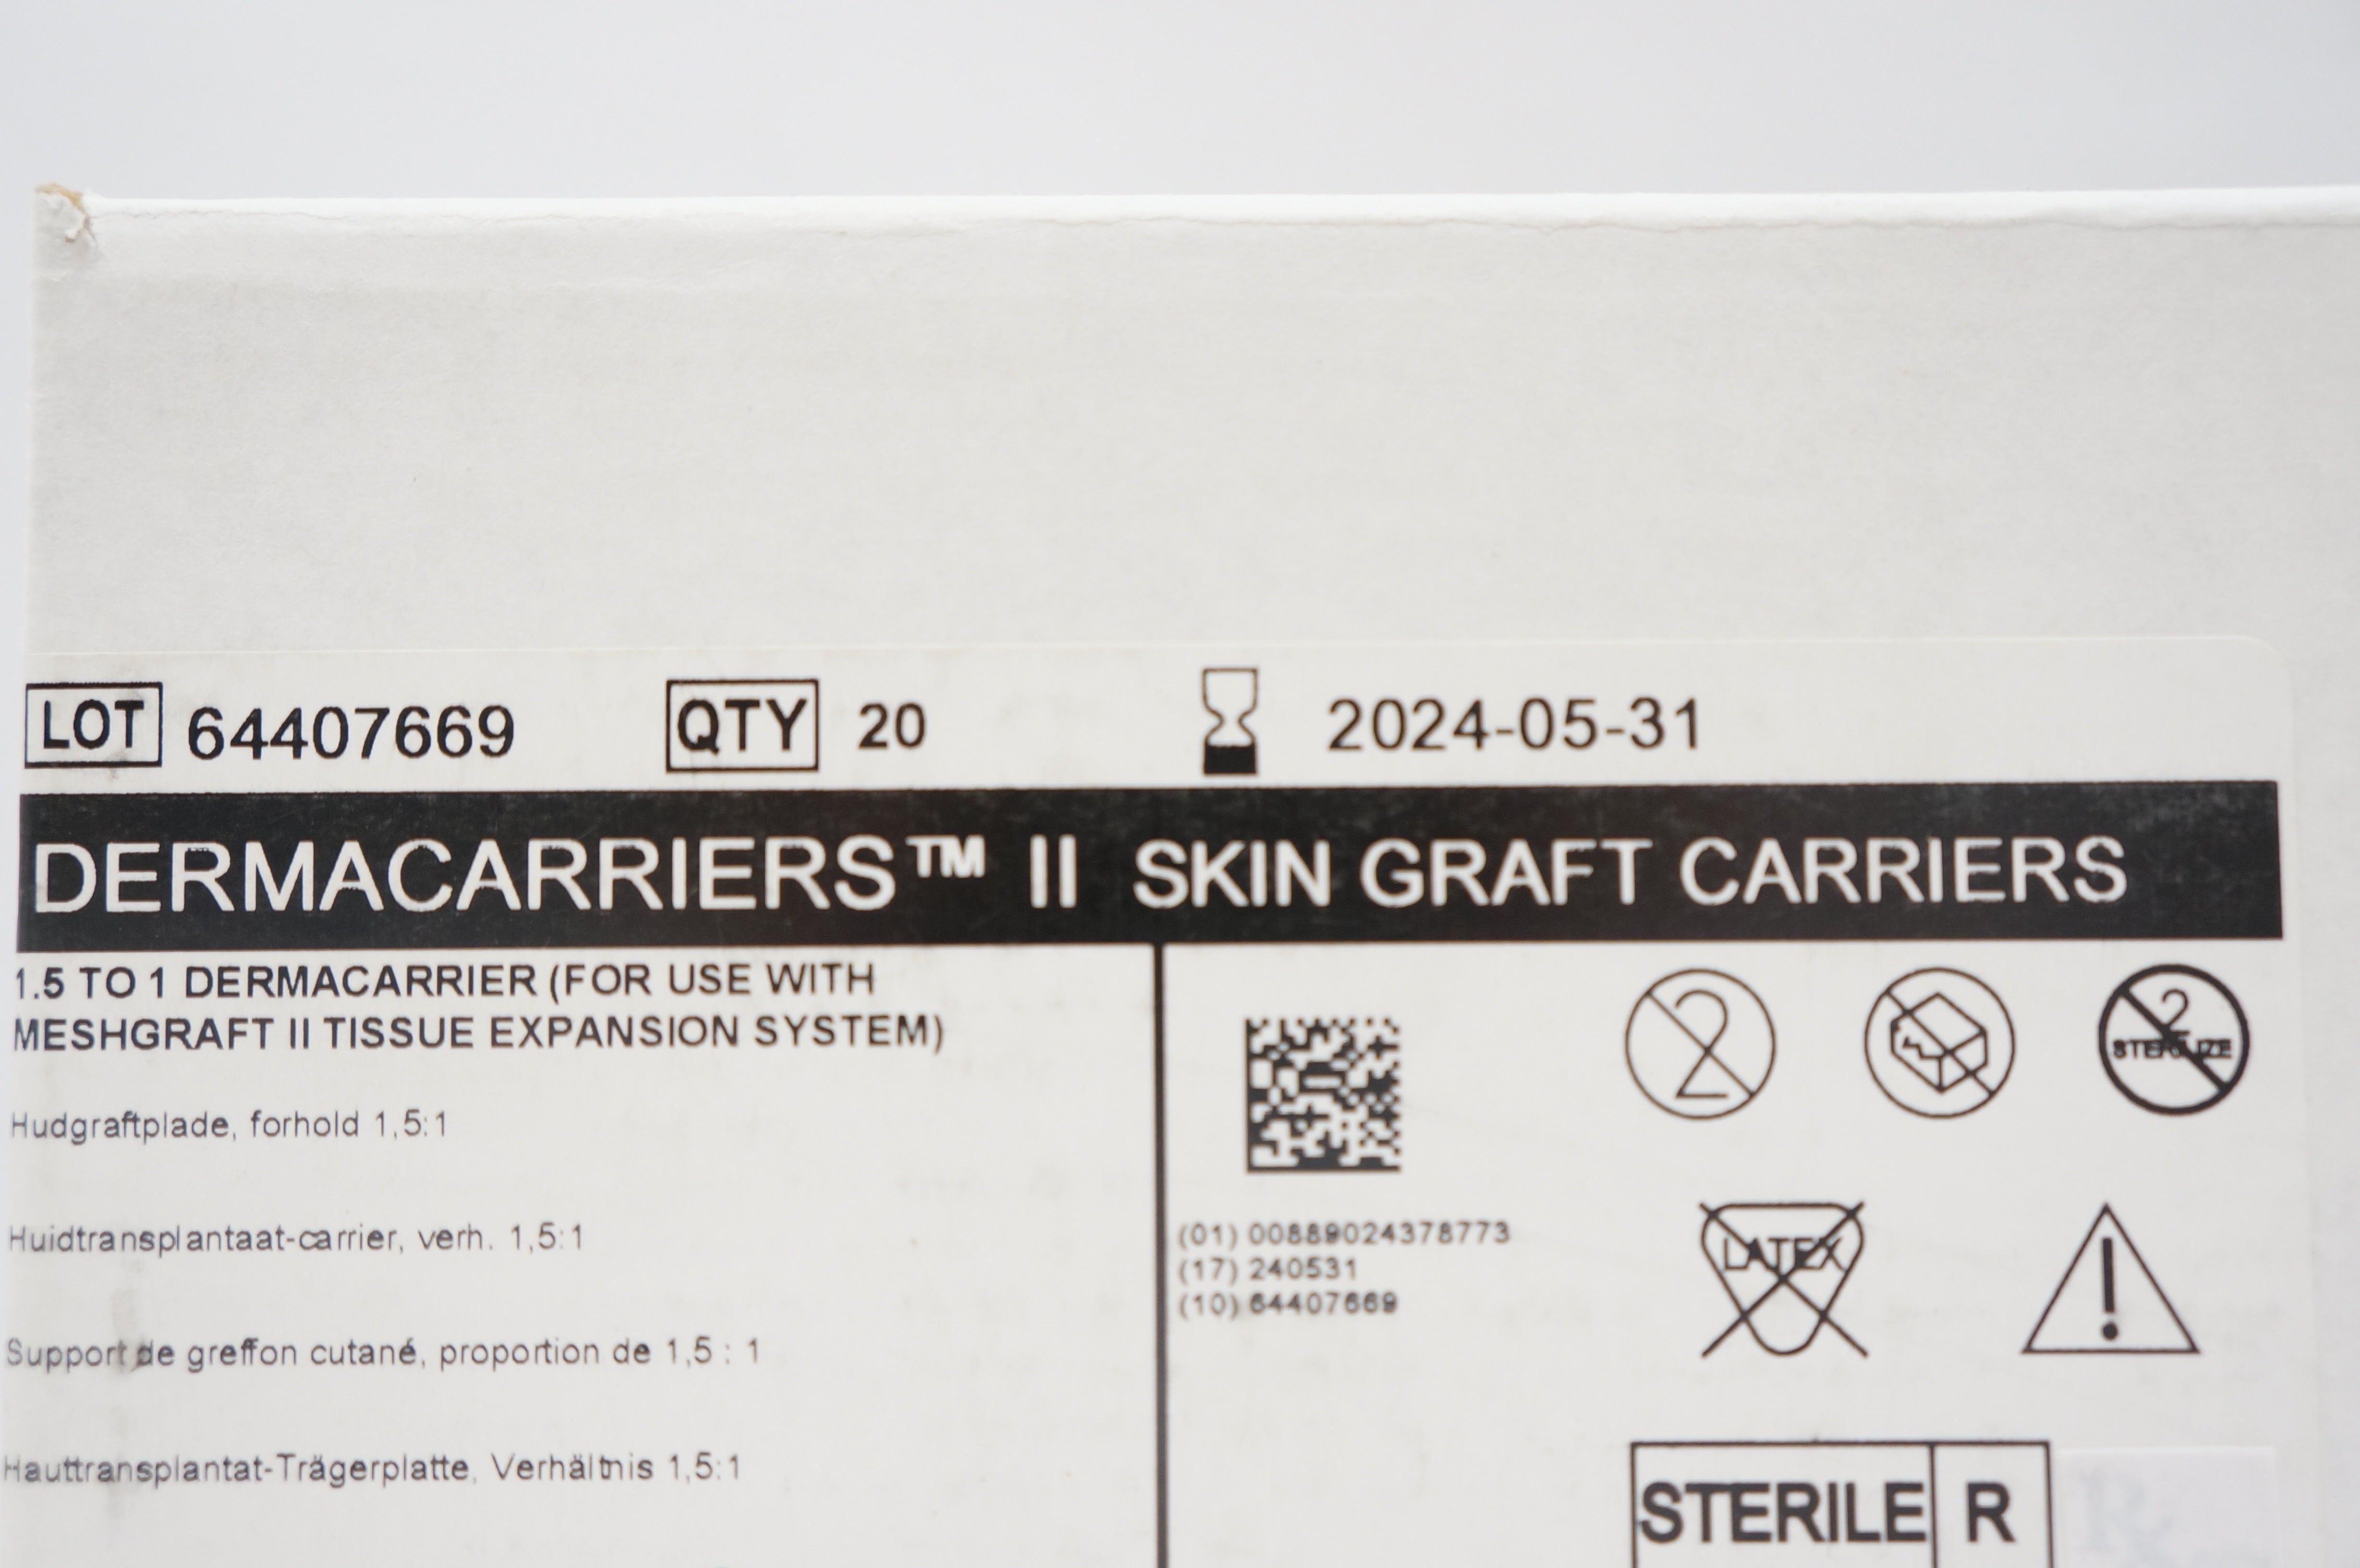 LOT 64407669 QTY 20 2024-05-31
DERMACARRIERS™ II SKIN GRAFT CARRIERS
1.5 TO 1 DERMACARRIER (FOR USE WITH
MESHGRAFT II TISSUE EXPANSION SYSTEM)
Hudgraftplade, forhold 1,5:1
Huidtransplantaat-carrier, verh. 1,5:1
Support de greffon cutané, proportion de 1,5 : 1
Hauttransplantat-Trägerplatte, Verhältnis 1,5:1
(01) 00889024378773
(17) 240531
(10) 64407669
2
2
STERILIZE
LATEX
!
STERILE R